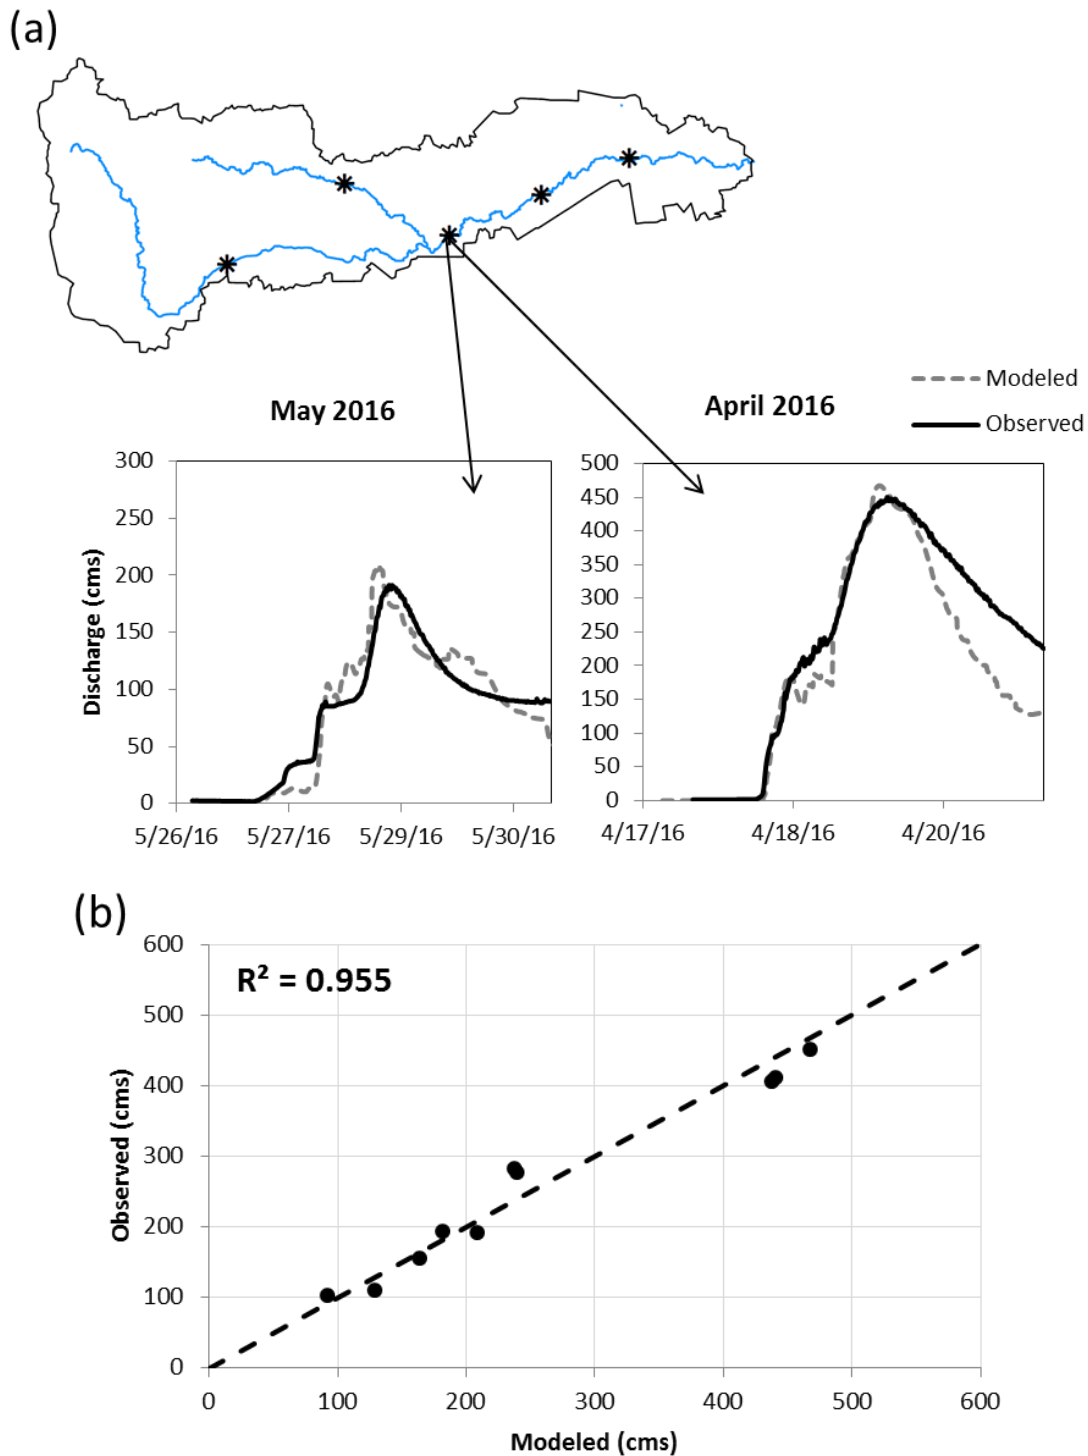 (a)
Modeled
Observed
May 2016
April 2016
Discharge (cms)
300
250
200
150
100
50
0
5/26/16 5/27/16 5/29/16 5/30/16
500
450
400
350
300
250
200
150
100
50
0
4/17/16 4/18/16 4/20/16
(b)
R² = 0.955
Observed (cms)
600
500
400
300
200
100
0
0 100 200 300 400 500 600
Modeled (cms)